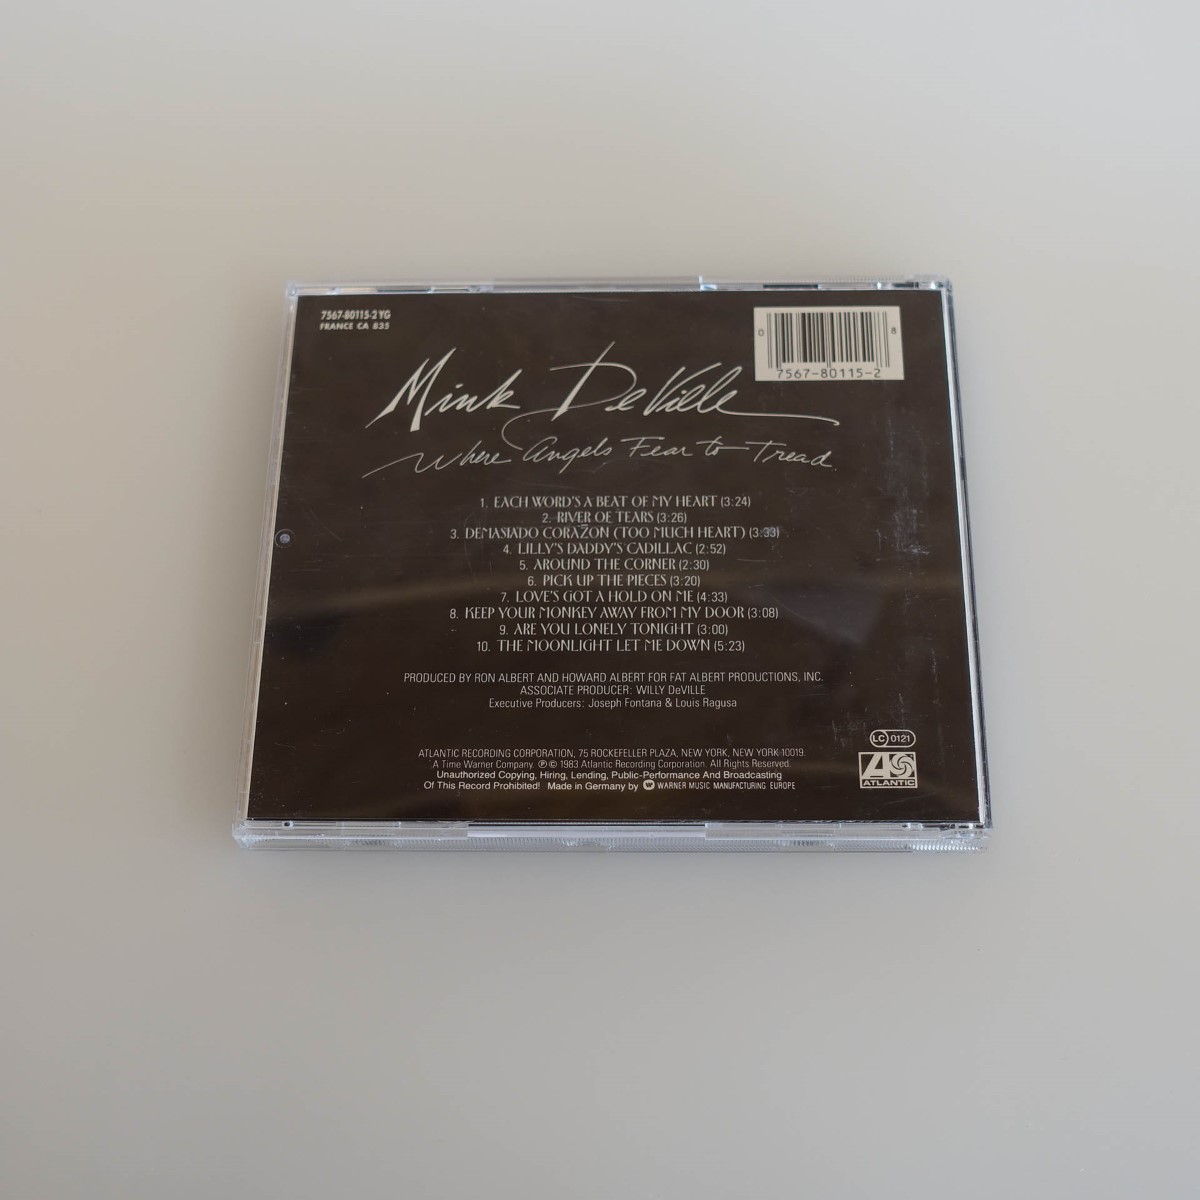 7567-80115-2 YG
FRANCE CA 835
0
8
7567-80115-2
Mink DeVille
Where Angels Fear to Tread
1. EACH WORD'S A BEAT OF MY HEART (3:24)
2. RIVER OF TEARS (3:26)
3. DEMASIADO CORAZON (TOO MUCH HEART) (3:33)
4. LILLY'S DADDY'S CADILLAC (2:52)
5. AROUND THE CORNER (2:30)
6. PICK UP THE PIECES (3:20)
7. LOVE'S GOT A HOLD ON ME (4:33)
8. KEEP YOUR MONKEY AWAY FROM MY DOOR (3:08)
9. ARE YOU LONELY TONIGHT (3:00)
10. THE MOONLIGHT LET ME DOWN (5:23)
PRODUCED BY RON ALBERT AND HOWARD ALBERT FOR FAT ALBERT PRODUCTIONS, INC.
ASSOCIATE PRODUCER: WILLY DeVILLE
Executive Producers: Joseph Fontana & Louis Ragusa
ATLANTIC RECORDING CORPORATION, 75 ROCKEFELLER PLAZA, NEW YORK, NEW YORK 10019.
A Time Warner Company. ℗ © 1983 Atlantic Recording Corporation. All Rights Reserved.
Unauthorized Copying, Hiring, Lending, Public-Performance And Broadcasting
Of This Record Prohibited! Made in Germany by WARNER MUSIC MANUFACTURING EUROPE
LC 0121
ATLANTIC